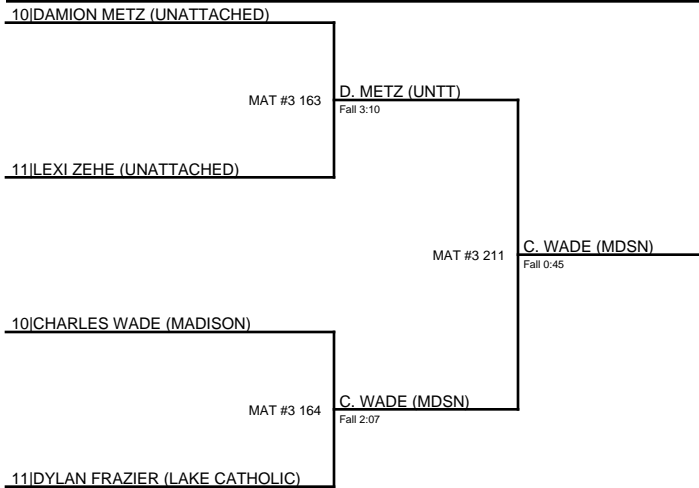 10|DAMION METZ (UNATTACHED)
MAT #3 163
D. METZ (UNTT)
Fall 3:10
11|LEXI ZEHE (UNATTACHED)
MAT #3 211
C. WADE (MDSN)
Fall 0:45
10|CHARLES WADE (MADISON)
MAT #3 164
C. WADE (MDSN)
Fall 2:07
11|DYLAN FRAZIER (LAKE CATHOLIC)